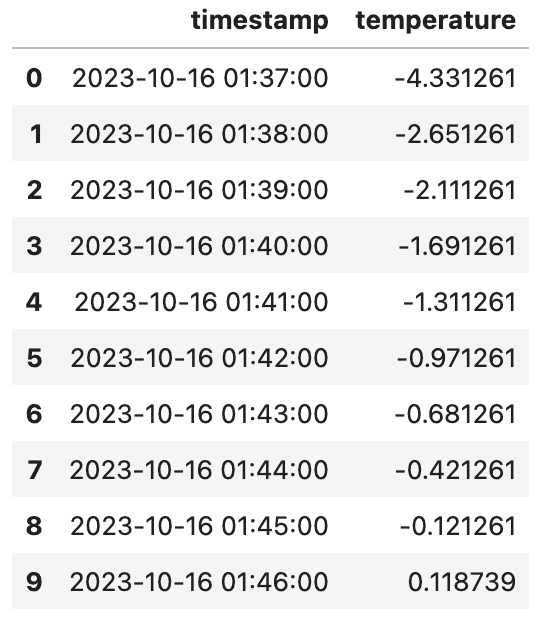 timestamp temperature
0 2023-10-16 01:37:00 -4.331261
1 2023-10-16 01:38:00 -2.651261
2 2023-10-16 01:39:00 -2.111261
3 2023-10-16 01:40:00 -1.691261
4 2023-10-16 01:41:00 -1.311261
5 2023-10-16 01:42:00 -0.971261
6 2023-10-16 01:43:00 -0.681261
7 2023-10-16 01:44:00 -0.421261
8 2023-10-16 01:45:00 -0.121261
9 2023-10-16 01:46:00 0.118739